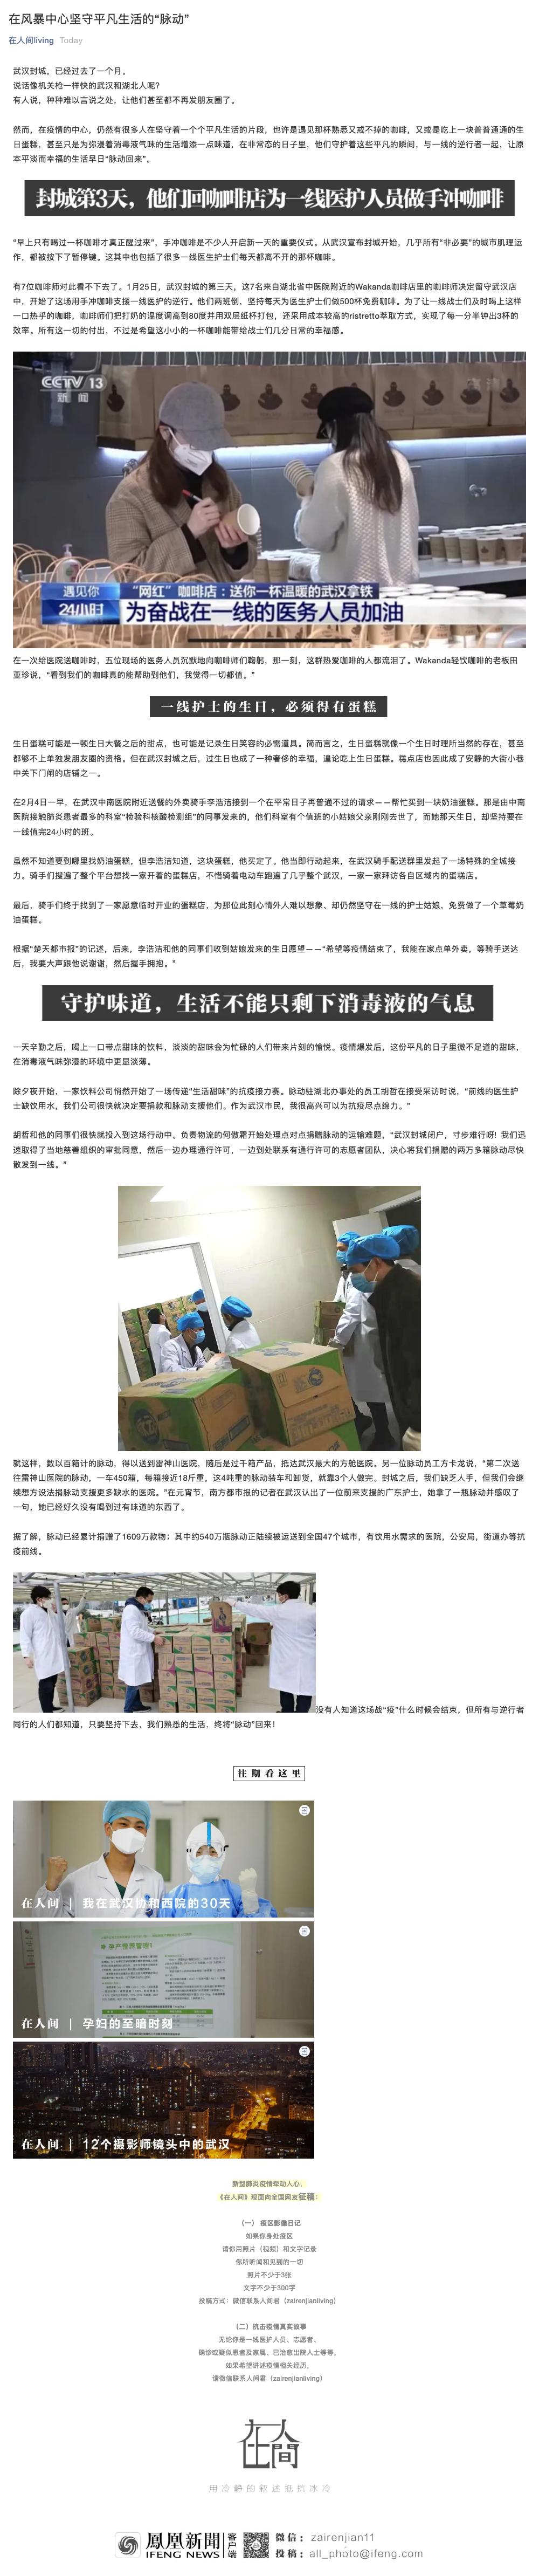 在风暴中心坚守平凡生活的“脉动”
在人间living Today
武汉封城，已经过去了一个月。
说话像机关枪一样快的武汉和湖北人呢？
有人说，种种难以言说之处，让他们甚至都不再发朋友圈了。
然而，在疫情的中心，仍然有很多人在坚守着一个个平凡生活的片段，也许是遇见那杯熟悉又戒不掉的咖啡，又或是吃上一块曾普普通通的生
日蛋糕，甚至只是为弥漫着消毒液气味的生活增添一点味道，在非常态的日子里，他们守护着这些平凡的瞬间，与一线的逆行者一起，让原
本平淡而幸福的生活早日“脉动回来”。
封城第3天，他们回咖啡店为一线医护人员做手冲咖啡
“早上只有喝过一杯咖啡才真正醒过来”，手冲咖啡是不少人开启新一天的重要仪式。从武汉宣布封城开始，几乎所有“非必要”的城市肌理运
作，都被按下了暂停键。这其中也包括了很多一线医生护士们每天都离不开的那杯咖啡。
有7位咖啡师对此看不下去了。1月25日，武汉封城的第三天，这7名来自湖北省中医院附近的Wakanda咖啡店里的咖啡师决定留守武汉店
中，开始了这场用手冲咖啡支援一线医护的逆行。他们两班倒，坚持每天为医生护士们做500杯免费咖啡。为了让一线战士们及时喝上这样
一口热乎的咖啡，咖啡师们把打奶的温度调高到80度并用双层纸杯打包，还采用成本较高的ristretto萃取方式，实现了每一分半钟出3杯的
效率。所有这一切的付出，不过是希望这小小的一杯咖啡能带给战士们几分日常的幸福感。
CCTV 13
新闻
遇见你
24小时
“网红”咖啡店：送你一杯温暖的武汉拿铁
为奋战在一线的医务人员加油
在一次给医院送咖啡时，五位现场的医务人员沉默地向咖啡师们鞠躬，那一刻，这群热爱咖啡的人都流泪了。Wakanda轻饮咖啡的老板田
亚珍说，“看到我们的咖啡真的能帮助到他们，我觉得一切都值。”
一线护士的生日，必须得有蛋糕
生日蛋糕可能是一顿生日大餐之后的甜点，也可能是记录生日笑容的必需道具。简而言之，生日蛋糕就像一个生日时理所当然的存在，甚至
都够不上单独发朋友圈的资格。但在武汉封城之后，过生日也成了一种奢侈的幸福，遑论吃上生日蛋糕。糕点店也因此成了安静的大街小巷
中关下门闸的店铺之一。
在2月4日一早，在武汉中南医院附近送餐的外卖骑手李浩洁接到一个在平常日子再普通不过的请求——帮忙买到一块奶油蛋糕。那是由中南
医院接触肺炎患者最多的科室“检验科核酸检测组”的同事发来的，他们科室有个值班的小姑娘父亲刚刚去世了，而她那天生日，却坚持要在
一线值完24小时的班。
虽然不知道要到哪里找奶油蛋糕，但李浩洁知道，这块蛋糕，他买定了。他当即行动起来，在武汉骑手配送群里发起了一场特殊的全城接
力。骑手们搜遍了整个平台想找一家开着的蛋糕店，不惜骑着电动车跑遍了几乎整个武汉，一家一家拜访各自区域内的蛋糕店。
最后，骑手们终于找到了一家愿意临时开业的蛋糕店，为那位此刻心情外人难以想象、却仍然坚守在一线的护士姑娘，免费做了一个草莓奶
油蛋糕。
根据“楚天都市报”的记述，后来，李浩洁和他的同事们收到姑娘发来的生日愿望——“希望等疫情结束了，我能在家点单外卖，等骑手送达
后，我要大声跟他说谢谢，然后握手拥抱。”
守护味道，生活不能只剩下消毒液的气息
一天辛勤之后，喝上一口带点甜味的饮料，淡淡的甜味会为忙碌的人们带来片刻的愉悦。疫情爆发后，这份平凡的日子里微不足道的甜味，
在消毒液气味弥漫的环境中更显淡薄。
除夕夜开始，一家饮料公司悄然开始了一场传递“生活甜味”的抗疫接力赛。脉动驻湖北办事处的员工胡哲在接受采访时说，“前线的医生护
士缺饮用水，我们公司很快就决定要捐款和脉动支援他们。作为武汉市民，我很高兴可以为抗疫尽点绵力。”
胡哲和他的同事们很快就投入到这场行动中。负责物流的何傲霜开始处理点对点捐赠脉动的运输难题，“武汉封城闭户，寸步难行呀！我们迅
速取得了当地慈善组织的审批同意，然后一边办理通行许可，一边到处联系有通行许可的志愿者团队，决心将我们捐赠的两万多箱脉动尽快
散发到一线。”
就这样，数以百箱计的脉动，得以送到雷神山医院，随后是过千箱产品，抵达武汉最大的方舱医院。另一位脉动员工方卡龙说，“第二次送
往雷神山医院的脉动，一车450箱，每箱接近18斤重，这4吨重的脉动装车和卸货，就靠3个人做完。封城之后，我们缺乏人手，但我们会继
续想方设法捐脉动支援更多缺水的医院。”在元宵节，南方都市报的记者在武汉认出了一位前来支援的广东护士，她拿了一瓶脉动并感叹了
一句，她已经好久没有喝到过有味道的东西了。
据了解，脉动已经累计捐赠了1609万款物；其中约540万瓶脉动正陆续被运送到全国47个城市，有饮用水需求的医院，公安局，街道办等抗
疫前线。
没有人知道这场战“疫”什么时候会结束，但所有与逆行者
同行的人们都知道，只要坚持下去，我们熟悉的生活，终将“脉动”回来！
往期看这里
在人间 | 我在武汉协和西院的30天
在人间 | 孕妇的至暗时刻
在人间 | 12个摄影师镜头中的武汉
新型肺炎疫情牵动人心，
《在人间》现面向全国网友征稿：
（一） 疫区影像日记
如果你身处疫区
请你用照片（视频）和文字记录
你所听闻和见到的一切
照片不少于3张
文字不少于300字
投稿方式：微信联系人间君（zairenjianliving）
（二）抗击疫情真实故事
无论你是一线医护人员、志愿者、
确诊或疑似患者及家属、已治愈出院人士等等，
如果希望讲述疫情相关经历，
请微信联系人间君（zairenjianliving）
在人间
用冷静的叙述抵抗冰冷
凤凰新闻 客户端 微信：zairenjian11
IFENG NEWS 投稿：all_photo@ifeng.com